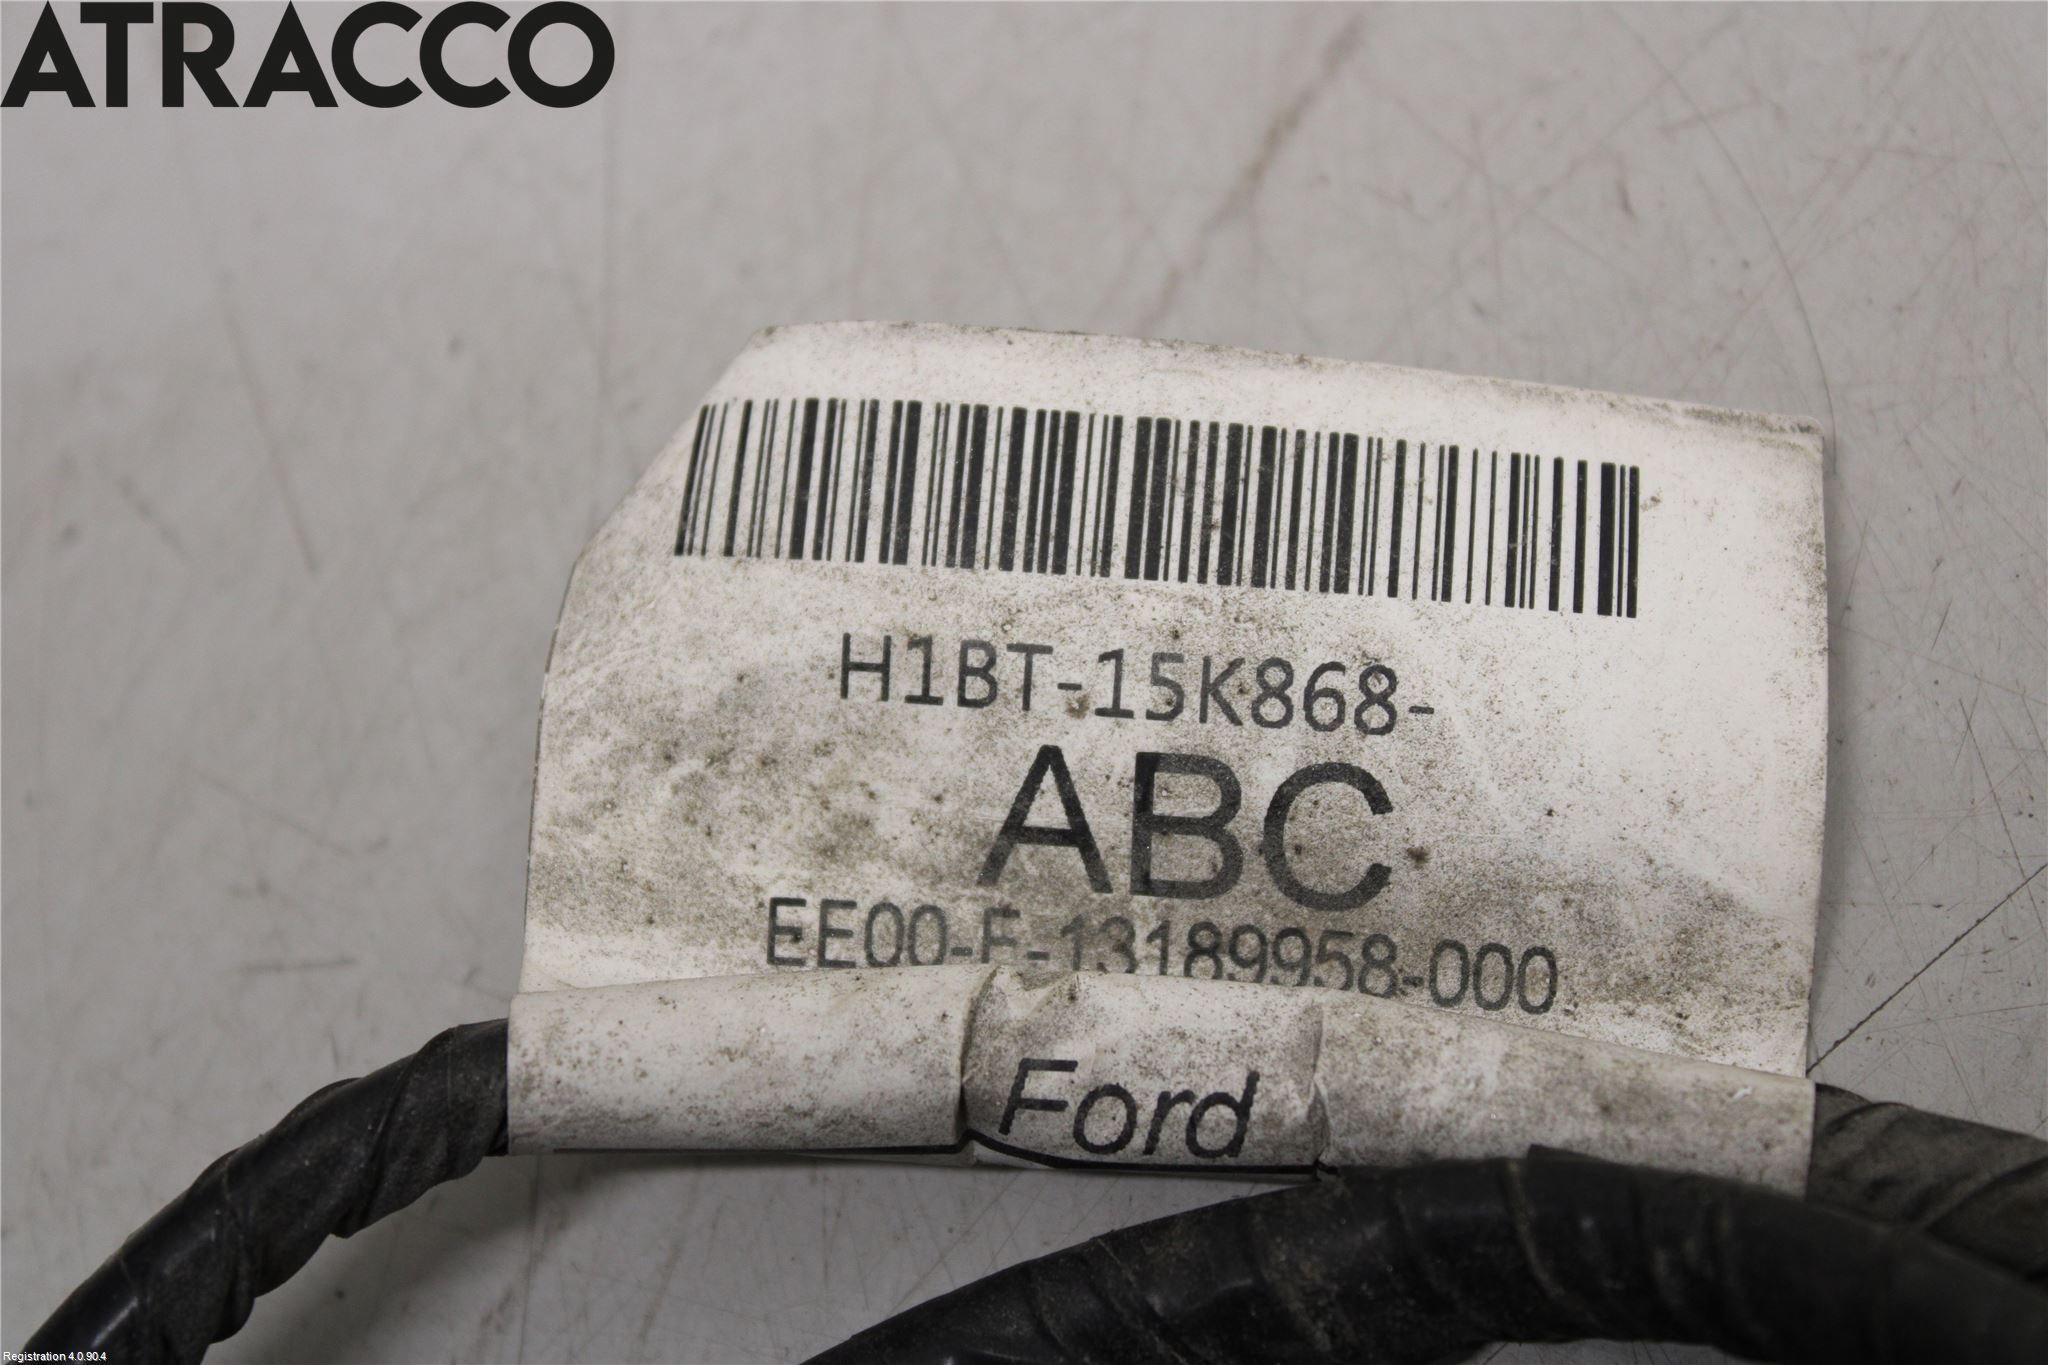 ATRACCO
H1BT-15K868-
ABC
EE00-E-13189958-000
Ford
Registration 4.0.90.4